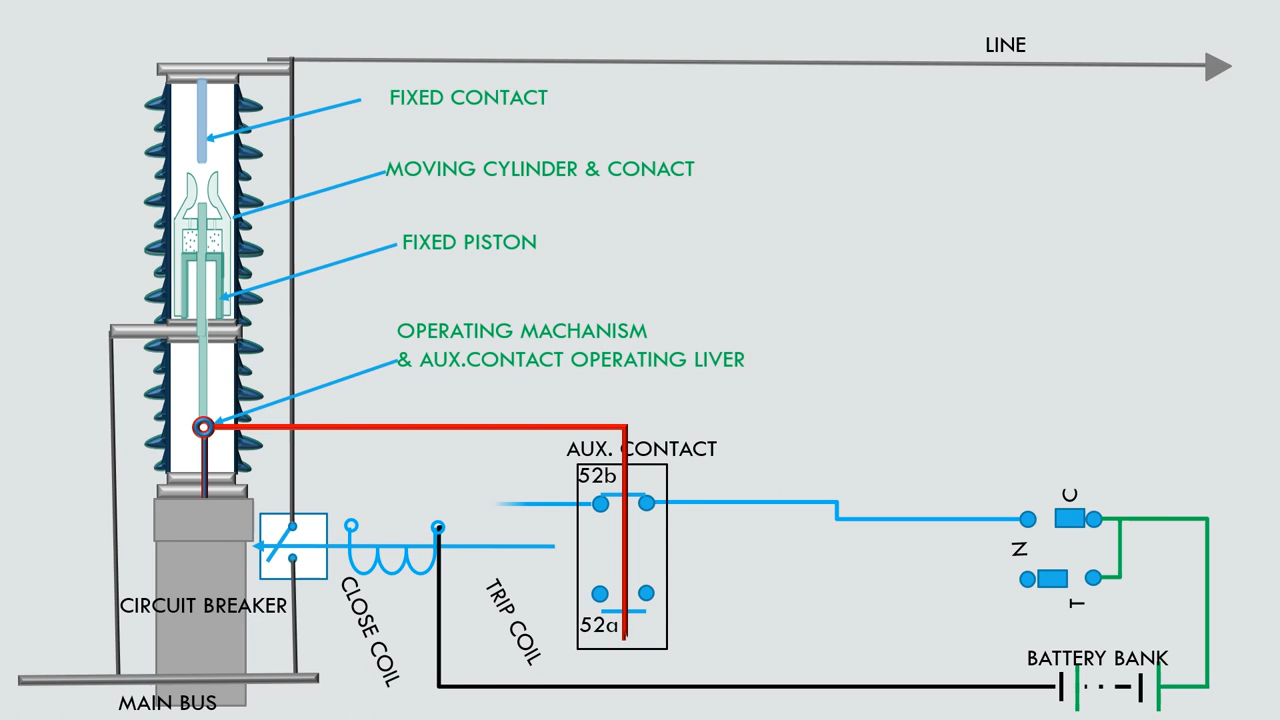 LINE
FIXED CONTACT
MOVING CYLINDER & CONACT
FIXED PISTON
OPERATING MACHANISM
& AUX.CONTACT OPERATING LIVER
AUX. CONTACT
52b
C
N
T
52a
CLOSE COIL
TRIP COIL
CIRCUIT BREAKER
BATTERY BANK
MAIN BUS